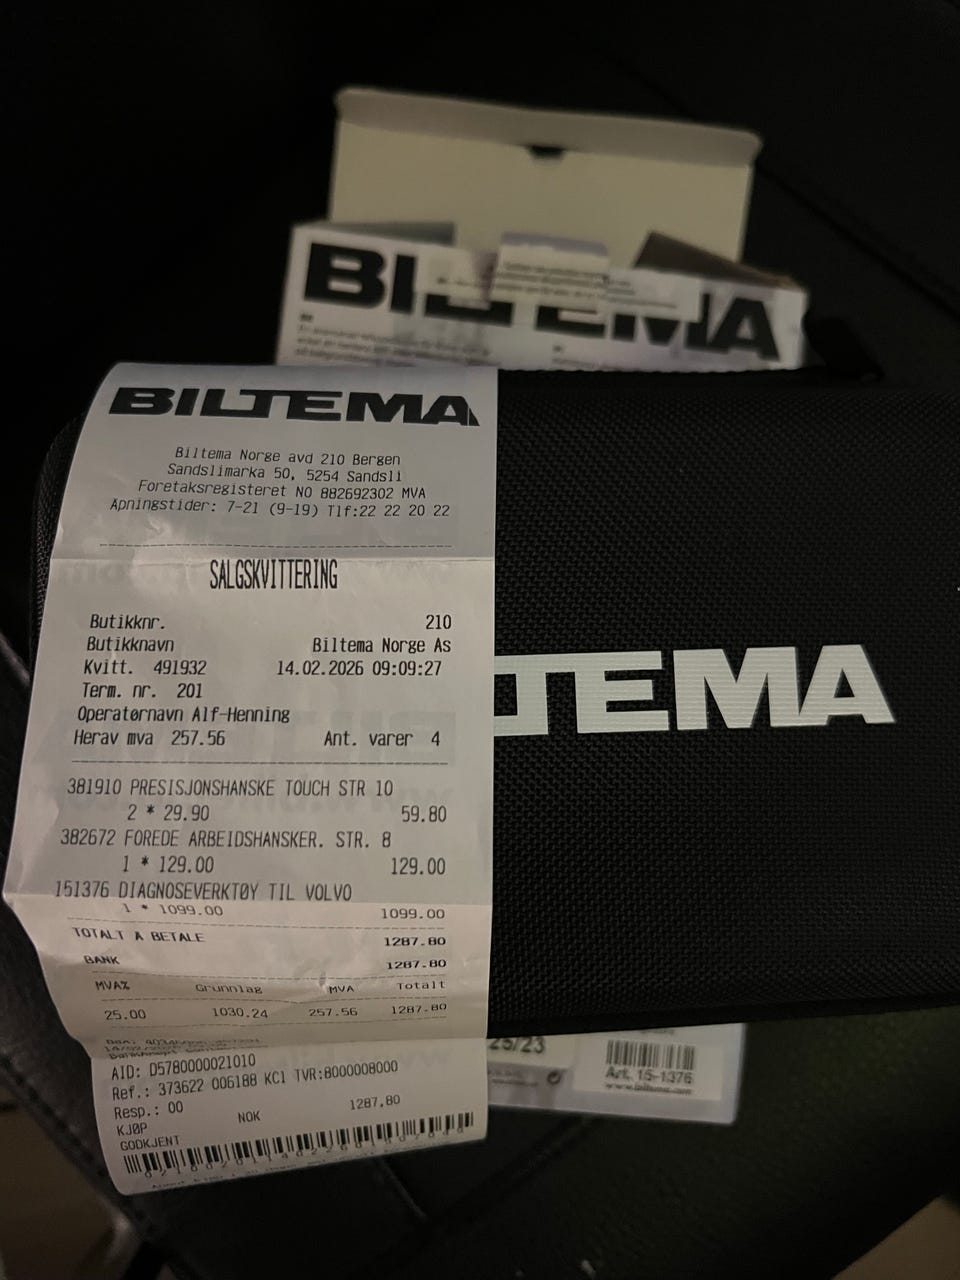 BILTEMA
BILTEMA
Biltema Norge avd 210 Bergen
Sandslimarka 50, 5254 Sandsli
Foretaksregisteret NO 882692302 MVA
Apningstider: 7-21 (9-19) Tlf:22 22 20 22
SALGSKVITTERING
Butikknr. 210
Butikknavn Biltema Norge As
Kvitt. 491932 14.02.2026 09:09:27
Term. nr. 201
Operatørnavn Alf-Henning
Herav mva 257.56 Ant. varer 4
381910 PRESISJONSHANSKE TOUCH STR 10
2 * 29.90 59.80
382672 FOREDE ARBEIDSHANSKER. STR. 8
1 * 129.00 129.00
151376 DIAGNOSEVERKTØY TIL VOLVO
1 * 1099.00 1099.00
TOTALT A BETALE 1287.80
BANK 1287.80
MVA% Grunnlag MVA Totalt
25.00 1030.24 257.56 1287.80
AID: D5780000021010
Ref.: 373622 006188 KC1 TVR:8000008000
Resp.: 00
KJØP NOK 1287,80
GODKJENT
TEMA
25/23
Art. 15-1376
www.biltema.com